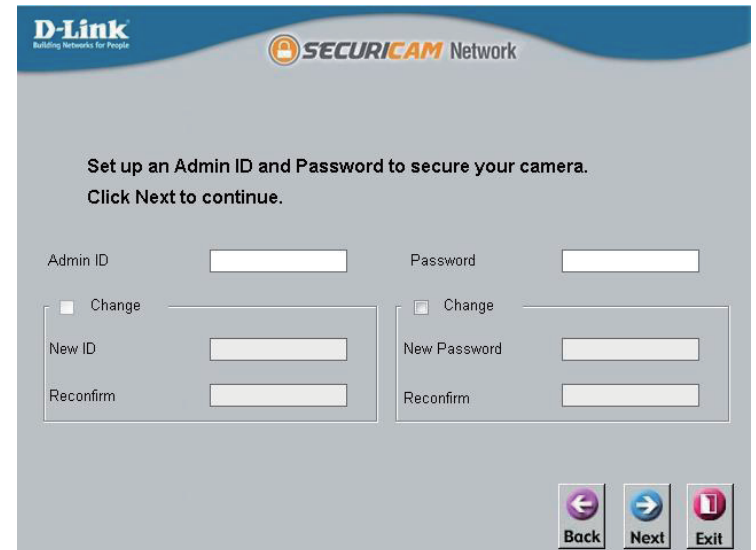 D-Link
Building Networks for People
SECURICAM Network
Set up an Admin ID and Password to secure your camera.
Click Next to continue.
Admin ID
Password
Change
Change
New ID
New Password
Reconfirm
Reconfirm
Back
Next
Exit